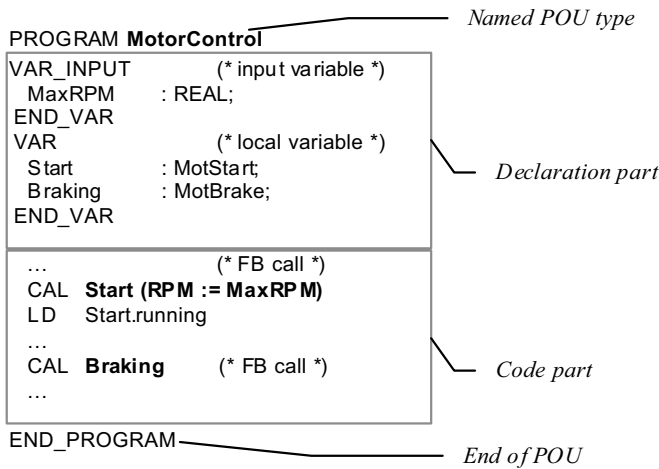 Named POU type
PROGRAM MotorControl
VAR_INPUT (* input variable *)
MaxRPM : REAL;
END_VAR
VAR (* local variable *)
Start : MotStart;
Braking : MotBrake;
END_VAR
Declaration part
... (* FB call *)
CAL Start (RPM := MaxRPM)
LD Start.running
...
CAL Braking (* FB call *)
...
Code part
END_PROGRAM
End of POU